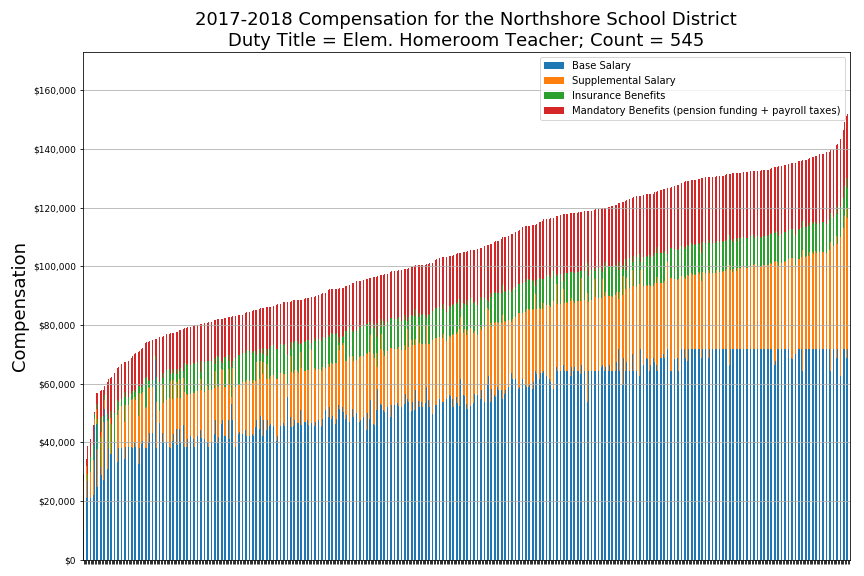 2017-2018 Compensation for the Northshore School District
Duty Title = Elem. Homeroom Teacher; Count = 545
Base Salary
Supplemental Salary
Insurance Benefits
Mandatory Benefits (pension funding + payroll taxes)
Compensation
$160,000
$140,000
$120,000
$100,000
$80,000
$60,000
$40,000
$20,000
$0